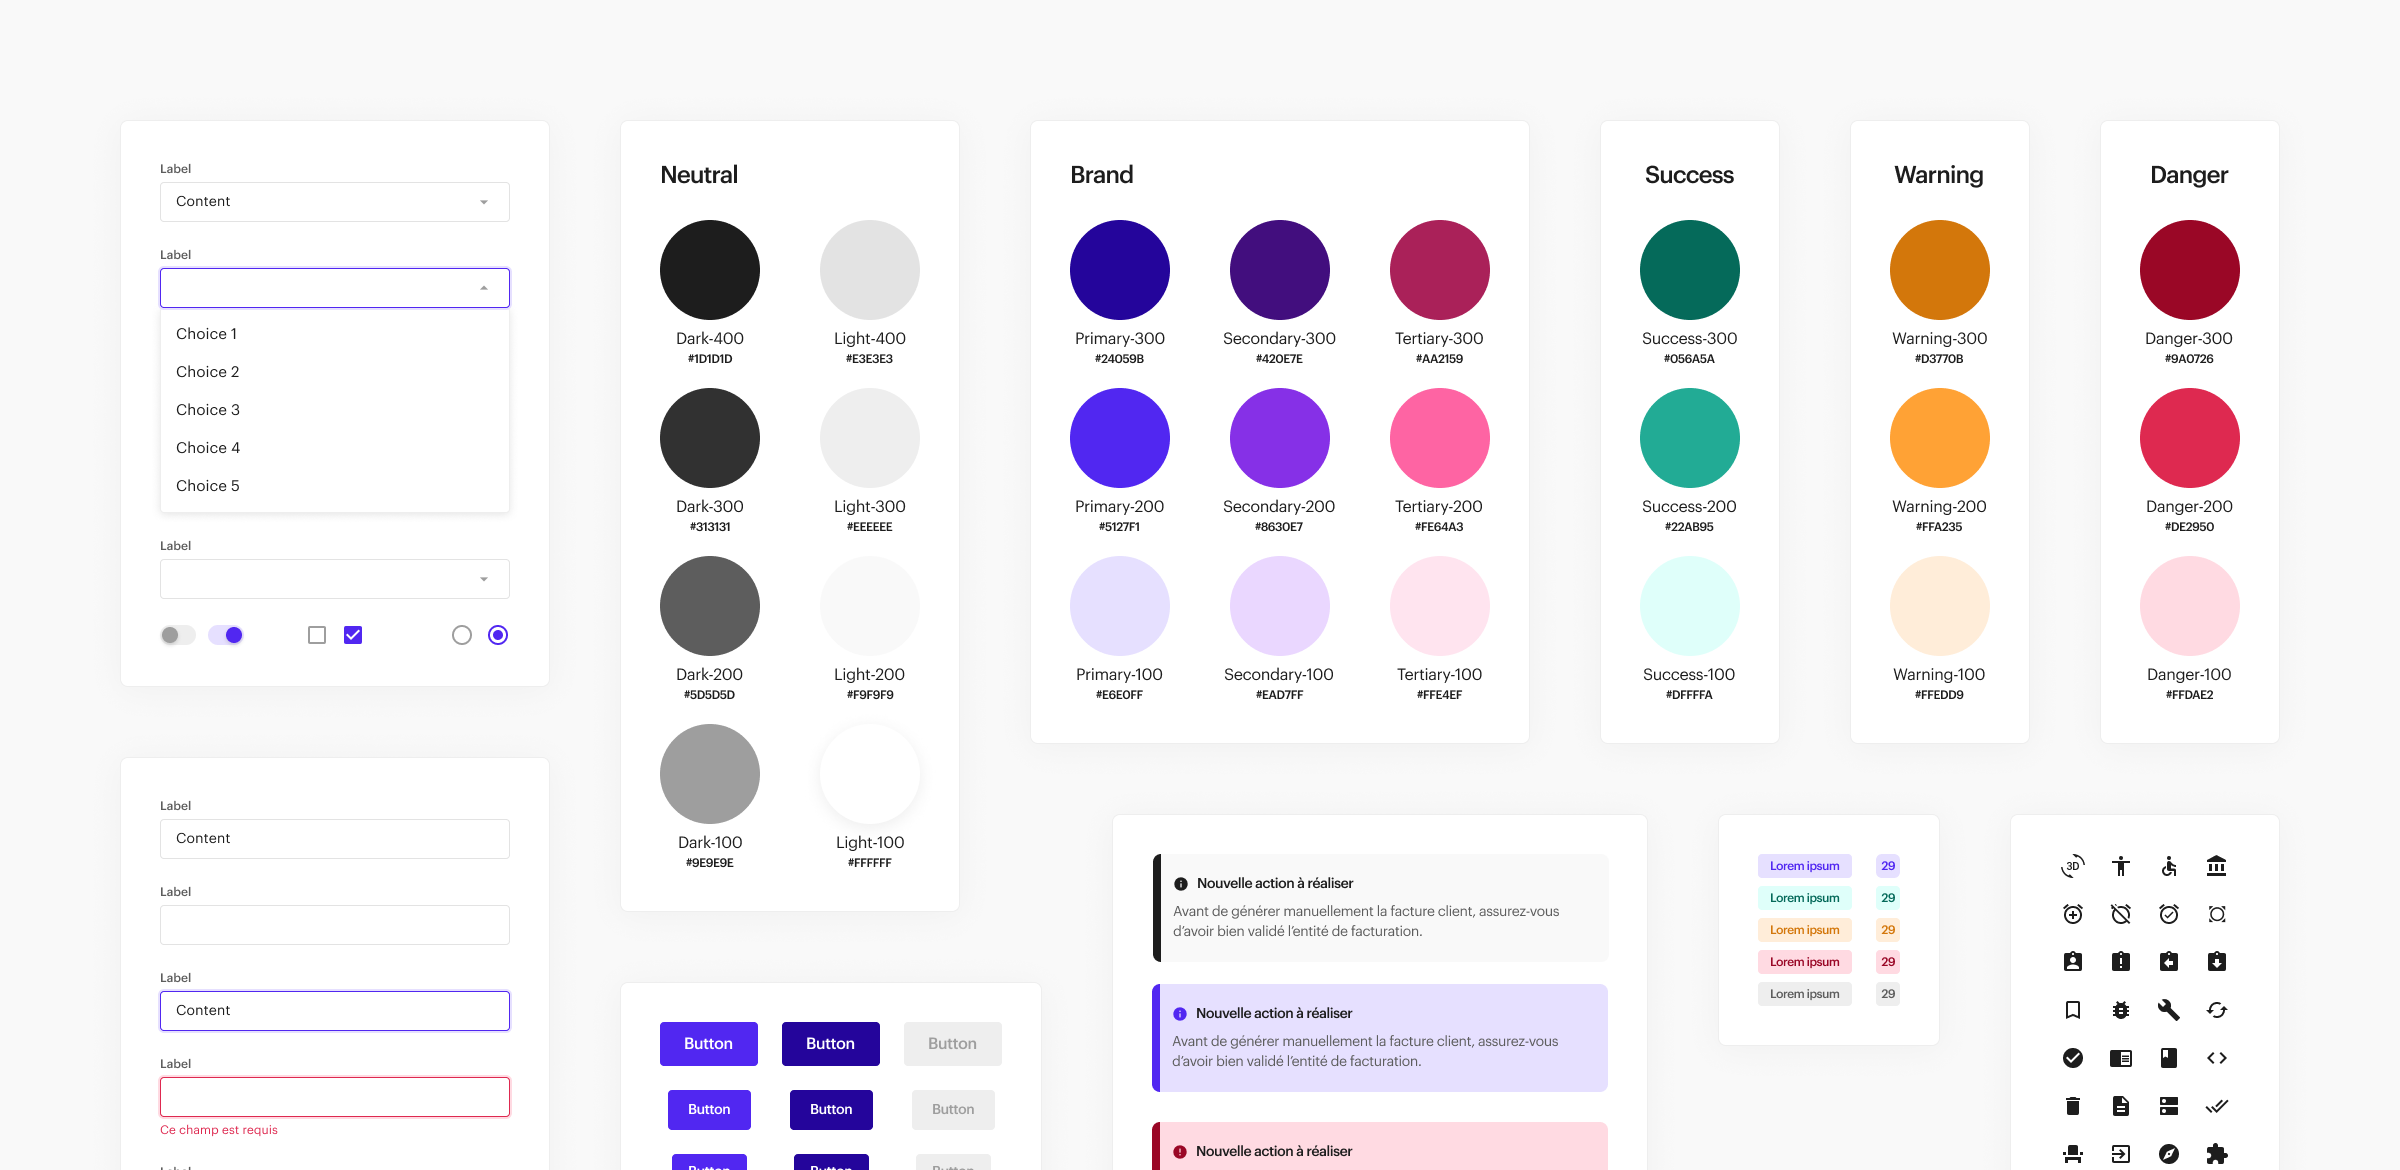 Label
Content
Label
Choice 1
Choice 2
Choice 3
Choice 4
Choice 5
Label
Label
Content
Label
Label
Content
Label
Ce champ est requis
Label
Neutral
Dark-400
#1D1D1D
Light-400
#E3E3E3
Dark-300
#313131
Light-300
#EEEEEE
Dark-200
#5D5D5D
Light-200
#F9F9F9
Dark-100
#9E9E9E
Light-100
#FFFFFF
Brand
Primary-300
#24059B
Secondary-300
#420E7E
Tertiary-300
#AA2159
Primary-200
#5127F1
Secondary-200
#8630E7
Tertiary-200
#FE64A3
Primary-100
#E6E0FF
Secondary-100
#EAD7FF
Tertiary-100
#FFE4EF
Success
Success-300
#056A5A
Success-200
#22AB95
Success-100
#DFFFFA
Warning
Warning-300
#D3770B
Warning-200
#FFA235
Warning-100
#FFEDD9
Danger
Danger-300
#9A0726
Danger-200
#DE2950
Danger-100
#FFDAE2
Button
Button
Button
Button
Button
Button
Button
Button
Button
Nouvelle action à réaliser
Avant de générer manuellement la facture client, assurez-vous
d'avoir bien validé l'entité de facturation.
Nouvelle action à réaliser
Avant de générer manuellement la facture client, assurez-vous
d'avoir bien validé l'entité de facturation.
Nouvelle action à réaliser
Lorem ipsum
29
Lorem ipsum
29
Lorem ipsum
29
Lorem ipsum
29
Lorem ipsum
29
3D